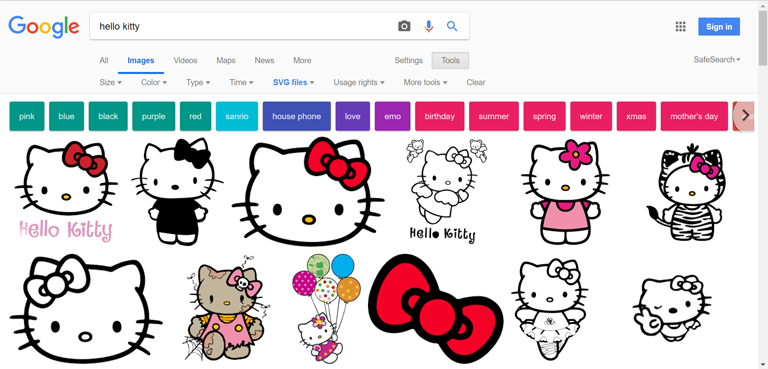 Google
hello kitty
Sign in
All Images Videos Maps News More Settings Tools
SafeSearch
Size Color Type Time SVG files Usage rights More tools Clear
pink blue black purple red sanrio house phone love emo birthday summer spring winter xmas mother's day
Hello Kitty
Hello Kitty